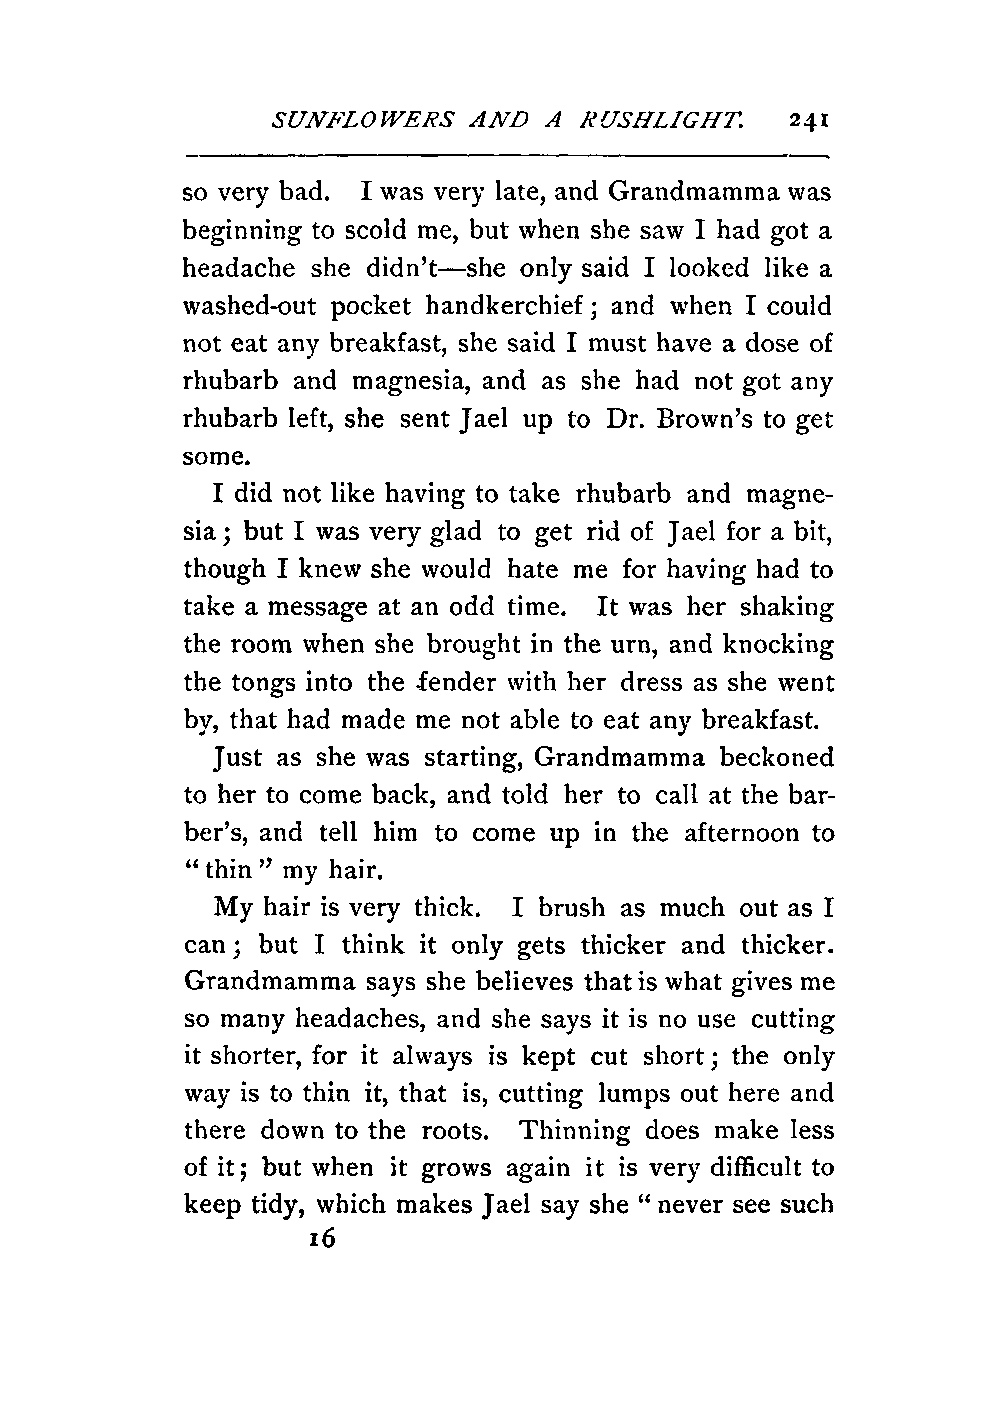 SUNFLOWERS AND A RUSHLIGHT. 241
so very bad. I was very late, and Grandmamma was
beginning to scold me, but when she saw I had got a
headache she didn't—she only said I looked like a
washed-out pocket handkerchief; and when I could
not eat any breakfast, she said I must have a dose of
rhubarb and magnesia, and as she had not got any
rhubarb left, she sent Jael up to Dr. Brown's to get
some.
I did not like having to take rhubarb and magne-
sia; but I was very glad to get rid of Jael for a bit,
though I knew she would hate me for having had to
take a message at an odd time. It was her shaking
the room when she brought in the urn, and knocking
the tongs into the fender with her dress as she went
by, that had made me not able to eat any breakfast.
Just as she was starting, Grandmamma beckoned
to her to come back, and told her to call at the bar-
ber's, and tell him to come up in the afternoon to
"thin" my hair.
My hair is very thick. I brush as much out as I
can; but I think it only gets thicker and thicker.
Grandmamma says she believes that is what gives me
so many headaches, and she says it is no use cutting
it shorter, for it always is kept cut short; the only
way is to thin it, that is, cutting lumps out here and
there down to the roots. Thinning does make less
of it; but when it grows again it is very difficult to
keep tidy, which makes Jael say she "never see such
16